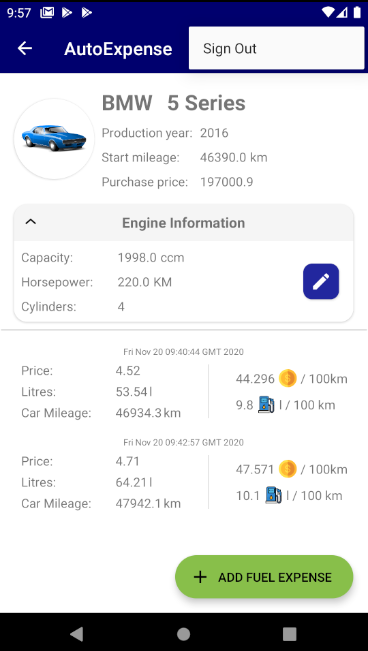 9:57
AutoExpense
Sign Out
BMW 5 Series
Production year: 2016
Start mileage: 46390.0 km
Purchase price: 197000.9
Engine Information
Capacity: 1998.0 ccm
Horsepower: 220.0 KM
Cylinders: 4
Fri Nov 20 09:40:44 GMT 2020
Price: 4.52
Litres: 53.54 l
Car Mileage: 46934.3 km
44.296 / 100km
9.8 l / 100 km
Fri Nov 20 09:42:57 GMT 2020
Price: 4.71
Litres: 64.21 l
Car Mileage: 47942.1 km
47.571 / 100km
10.1 l / 100 km
ADD FUEL EXPENSE